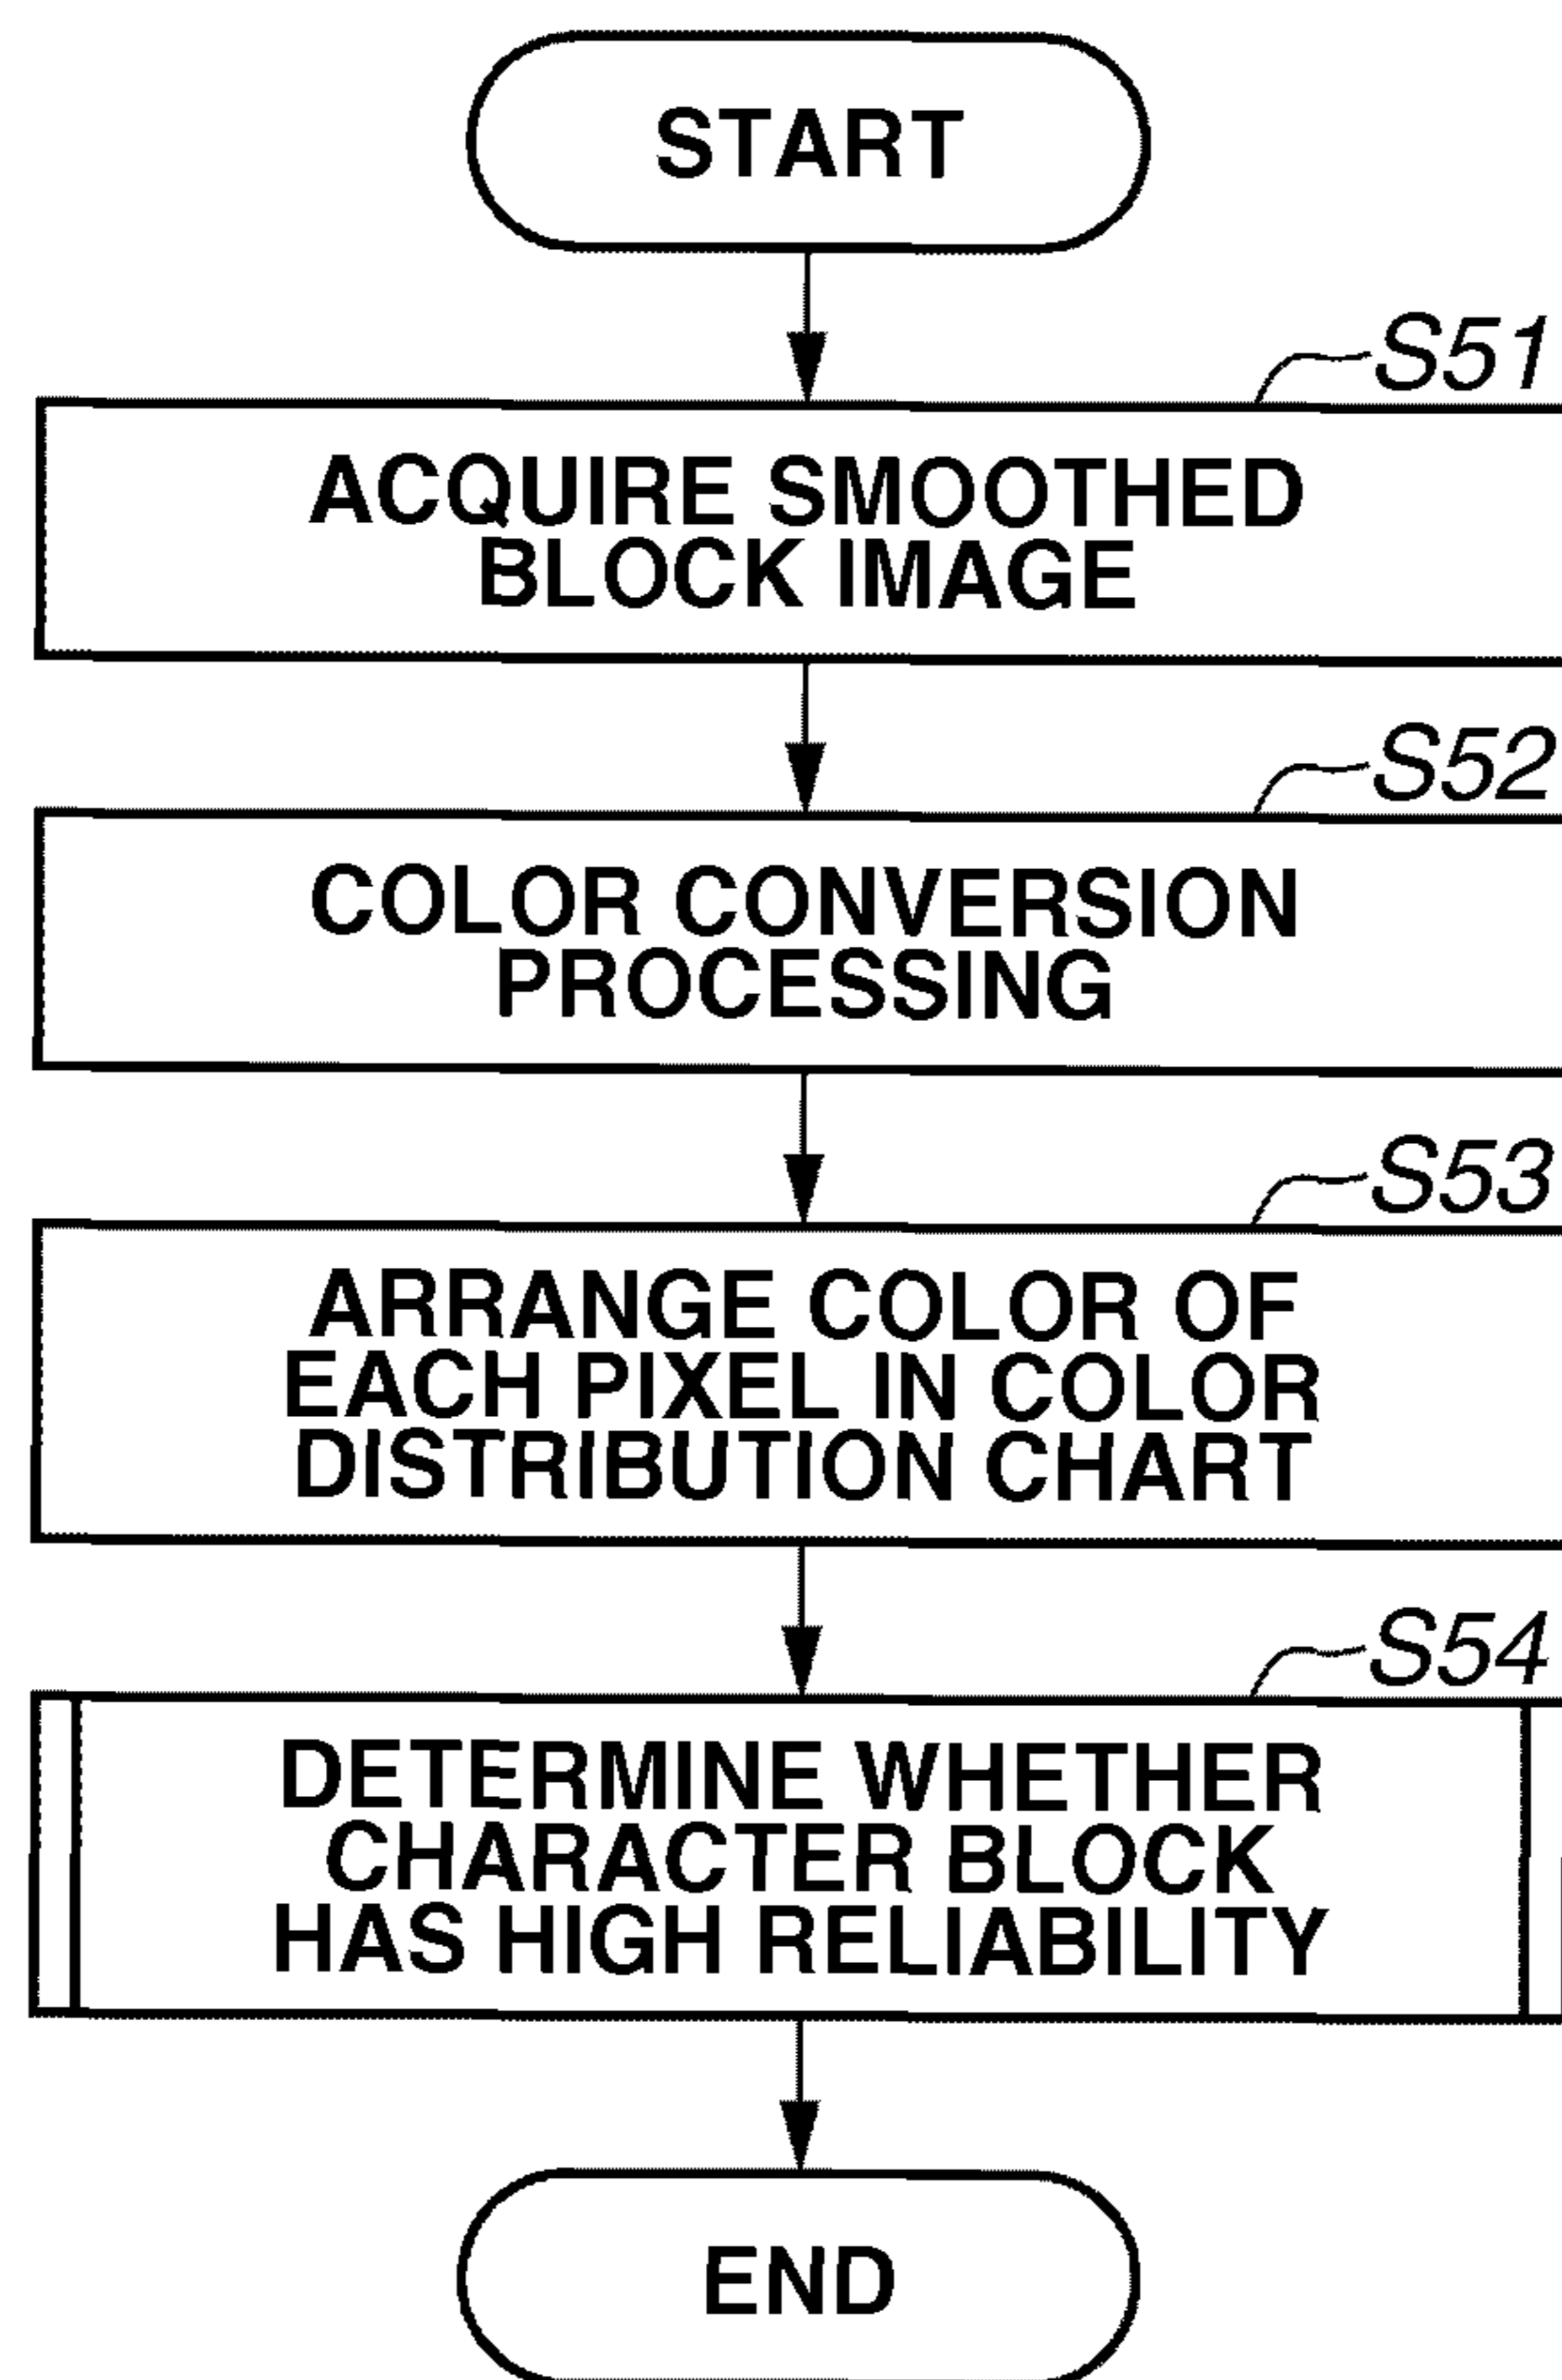 START
S51
ACQUIRE SMOOTHED
BLOCK IMAGE
S52
COLOR CONVERSION
PROCESSING
S53
ARRANGE COLOR OF
EACH PIXEL IN COLOR
DISTRIBUTION CHART
S54
DETERMINE WHETHER
CHARACTER BLOCK
HAS HIGH RELIABILITY
END